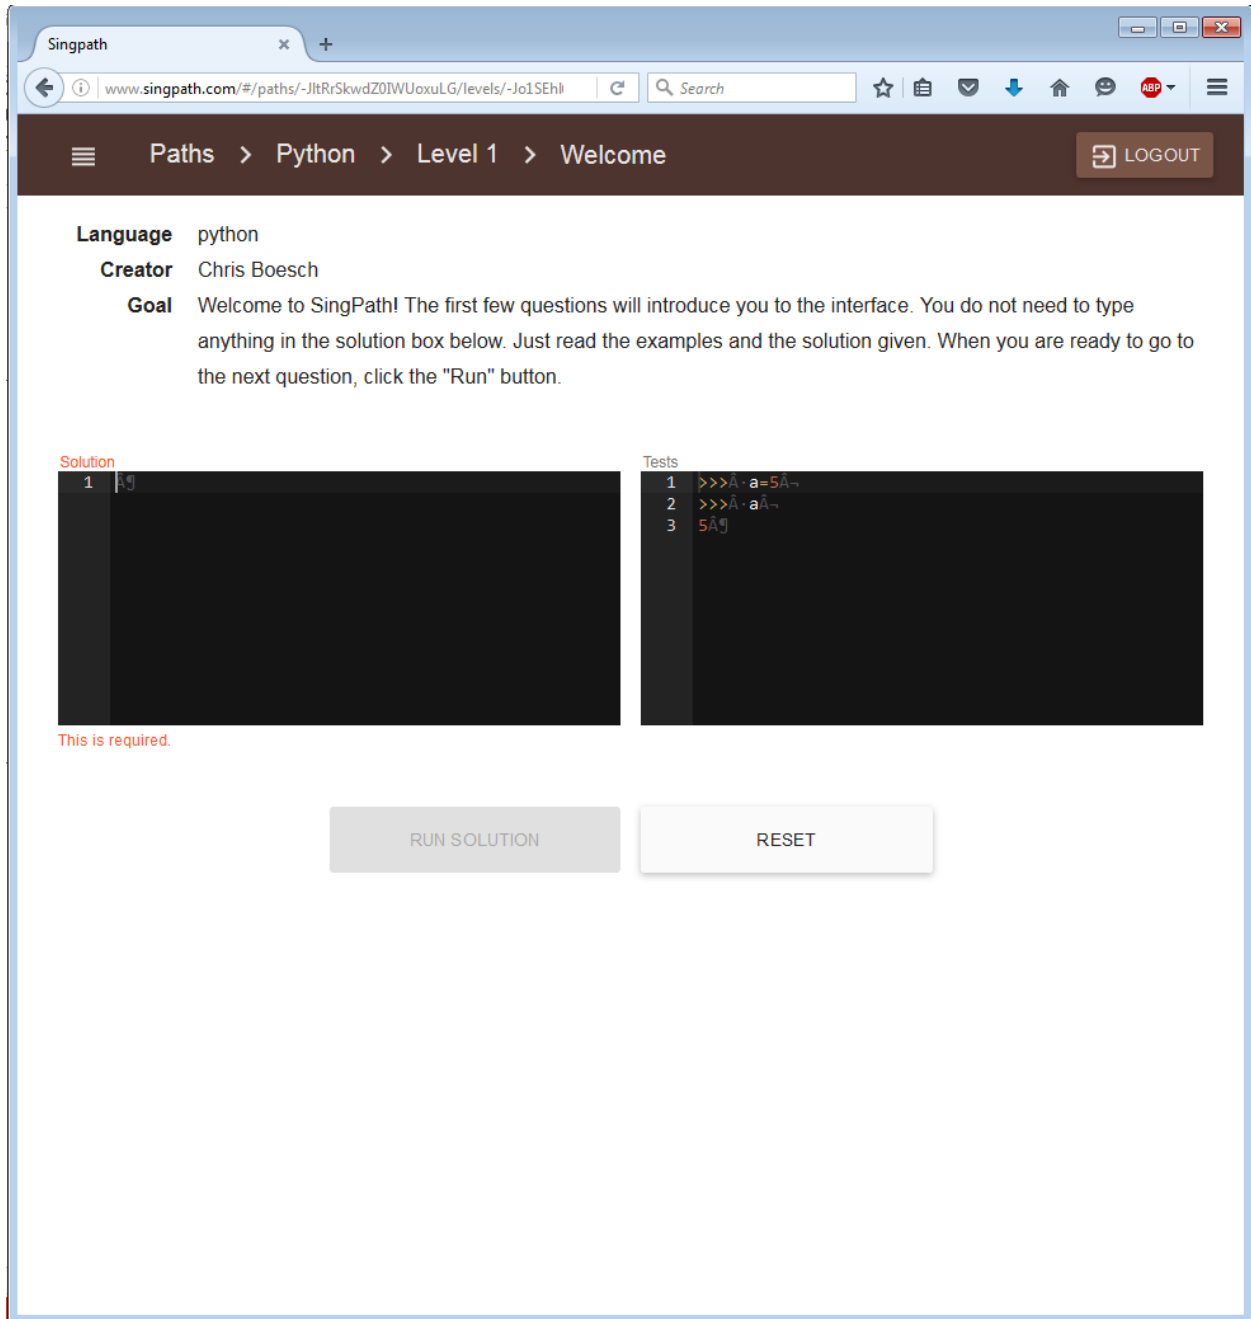 Singpath
www.singpath.com/#/paths/-JltRrSkwdZ0IWUoxuLG/levels/-Jo1SEhl
Search
ABP
Paths > Python > Level 1 > Welcome
LOGOUT
Language python
Creator Chris Boesch
Goal Welcome to SingPath! The first few questions will introduce you to the interface. You do not need to type
anything in the solution box below. Just read the examples and the solution given. When you are ready to go to
the next question, click the "Run" button.
Solution
1 Â¶
This is required.
Tests
1 >>>Â·a=5Â¬
2 >>>Â·aÂ¬
3 5Â¶
RUN SOLUTION
RESET